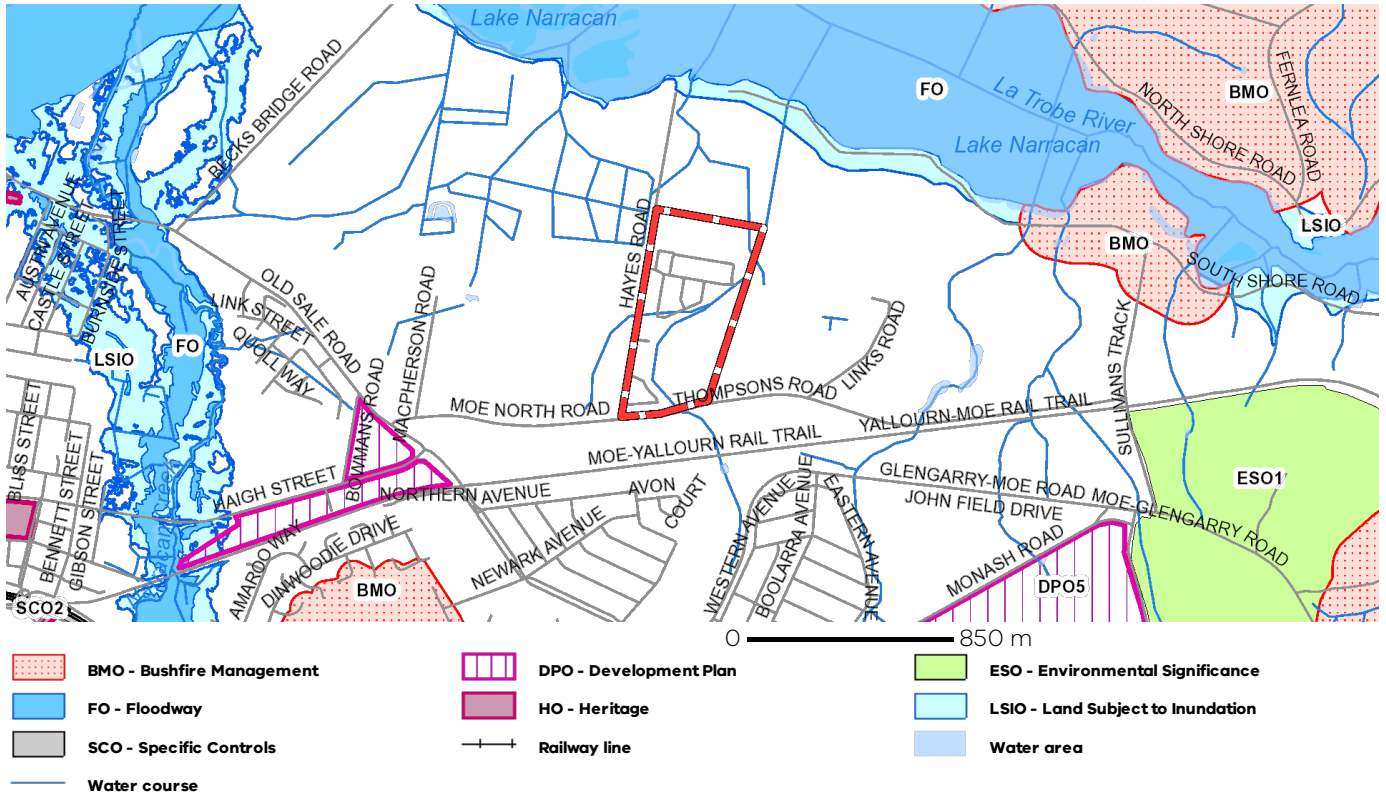 Lake Narracan
FO
La Trobe River
Lake Narracan
BMO
NORTH SHORE ROAD
FERNLEA ROAD
LSIO
BMO
SOUTH SHORE ROAD
BECKS BRIDGE ROAD
AUSTIN AVENUE
CASTLE STREET
BURNSIDE STREET
OLD SALE ROAD
LINK STREET
QUOLL WAY
FO
LSIO
HAYES ROAD
MACPHERSON ROAD
BOWMANS ROAD
MOE NORTH ROAD
THOMPSONS ROAD
LINKS ROAD
SULLIVANS TRACK
MOE-YALLOURN RAIL TRAIL
YALLOURN-MOE RAIL TRAIL
BLISS STREET
BENNETT STREET
GIBSON STREET
HAIGH STREET
NORTHERN AVENUE
AVON
COURT
NEWARK AVENUE
AMAROO WAY
DINWOODIE DRIVE
BMO
WESTERN AVENUE
BOOLARRA AVENUE
EASTERN AVENUE
GLENGARRY-MOE ROAD
MOE-GLENGARRY ROAD
JOHN FIELD DRIVE
MONASH ROAD
DPO5
ESO1
SCO2
0 850 m
BMO - Bushfire Management
DPO - Development Plan
ESO - Environmental Significance
FO - Floodway
HO - Heritage
LSIO - Land Subject to Inundation
SCO - Specific Controls
Railway line
Water area
Water course